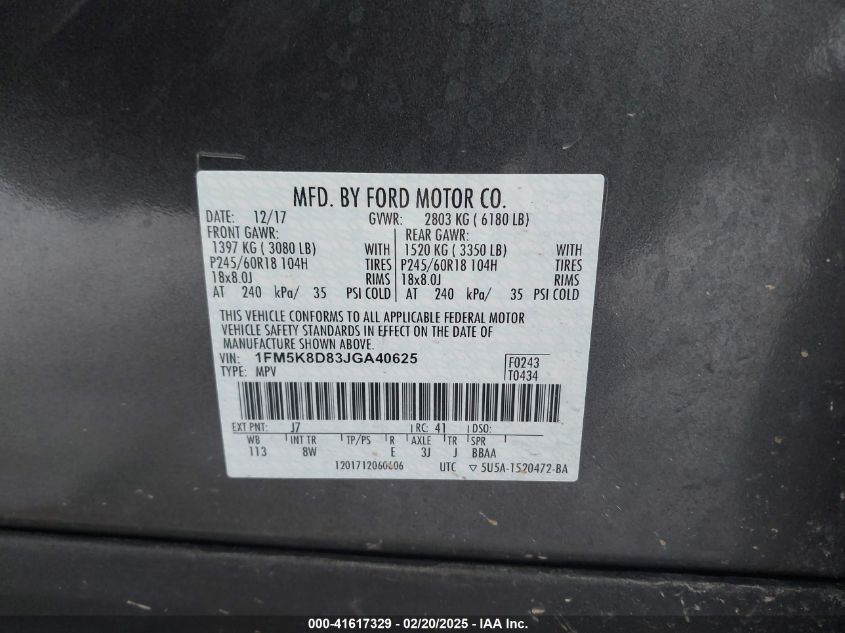 MFD. BY FORD MOTOR CO.
DATE: 12/17 GVWR: 2803 KG ( 6180 LB)
FRONT GAWR: REAR GAWR:
1397 KG ( 3080 LB) WITH 1520 KG ( 3350 LB) WITH
P245/60R18 104H TIRES P245/60R18 104H TIRES
18x8.0J RIMS 18x8.0J RIMS
AT 240 kPa/ 35 PSI COLD AT 240 kPa/ 35 PSI COLD
THIS VEHICLE CONFORMS TO ALL APPLICABLE FEDERAL MOTOR
VEHICLE SAFETY STANDARDS IN EFFECT ON THE DATE OF
MANUFACTURE SHOWN ABOVE.
VIN: 1FM5K8D83JGA40625 F0243
TYPE: MPV T0434
EXT PNT: J7 RC: 41 DSO:
WB INT TR TP/PS R AXLE TR SPR
113 8W E 3J J BBAA
UTC ▽ 5U5A-1520472-BA
000-41617329 - 02/20/2025 - IAA Inc.